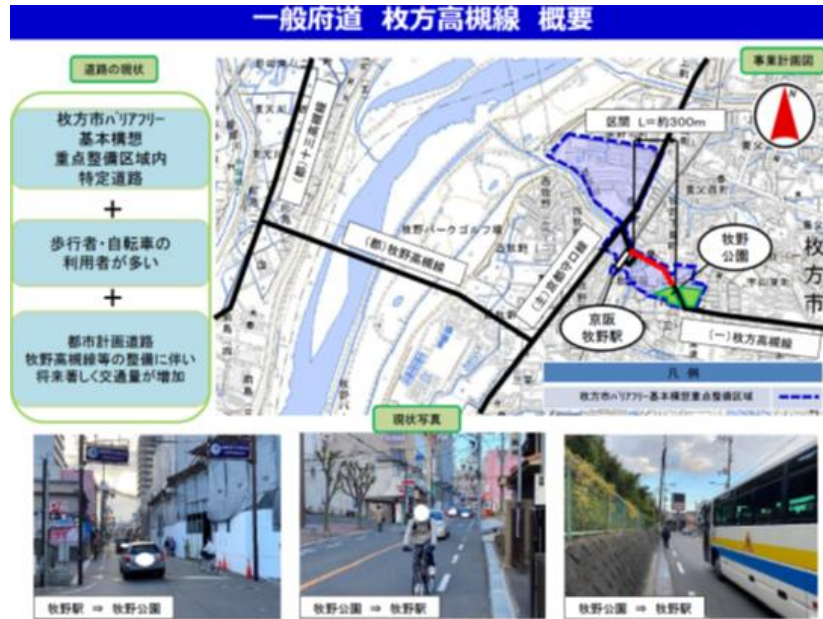 一般府道 枚方高槻線 概要
道路の現状
事業計画図
枚方市バリアフリー
基本構想
重点整備区域内
特定道路
+
歩行者・自転車の
利用者が多い
+
都市計画道路
牧野高槻線等の整備に伴い
将来著しく交通量が増加
N
区間 L=約300m
(都)十三高槻線
牧野パークゴルフ場
(都)牧野高槻線
(主)京都守口線
牧野
公園
枚方市
京阪
牧野駅
(一)枚方高槻線
凡 例
枚方市バリアフリー基本構想重点整備区域
現状写真
牧野駅 ⇒ 牧野公園
牧野公園 ⇒ 牧野駅
牧野公園 ⇒ 牧野駅